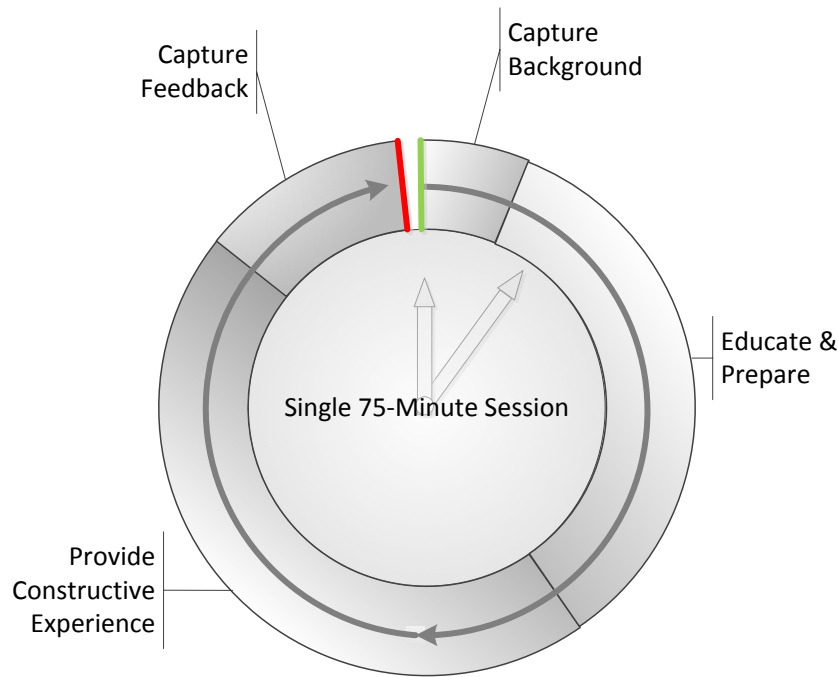 Capture
Feedback
Capture
Background
Educate &
Prepare
Single 75-Minute Session
Provide
Constructive
Experience